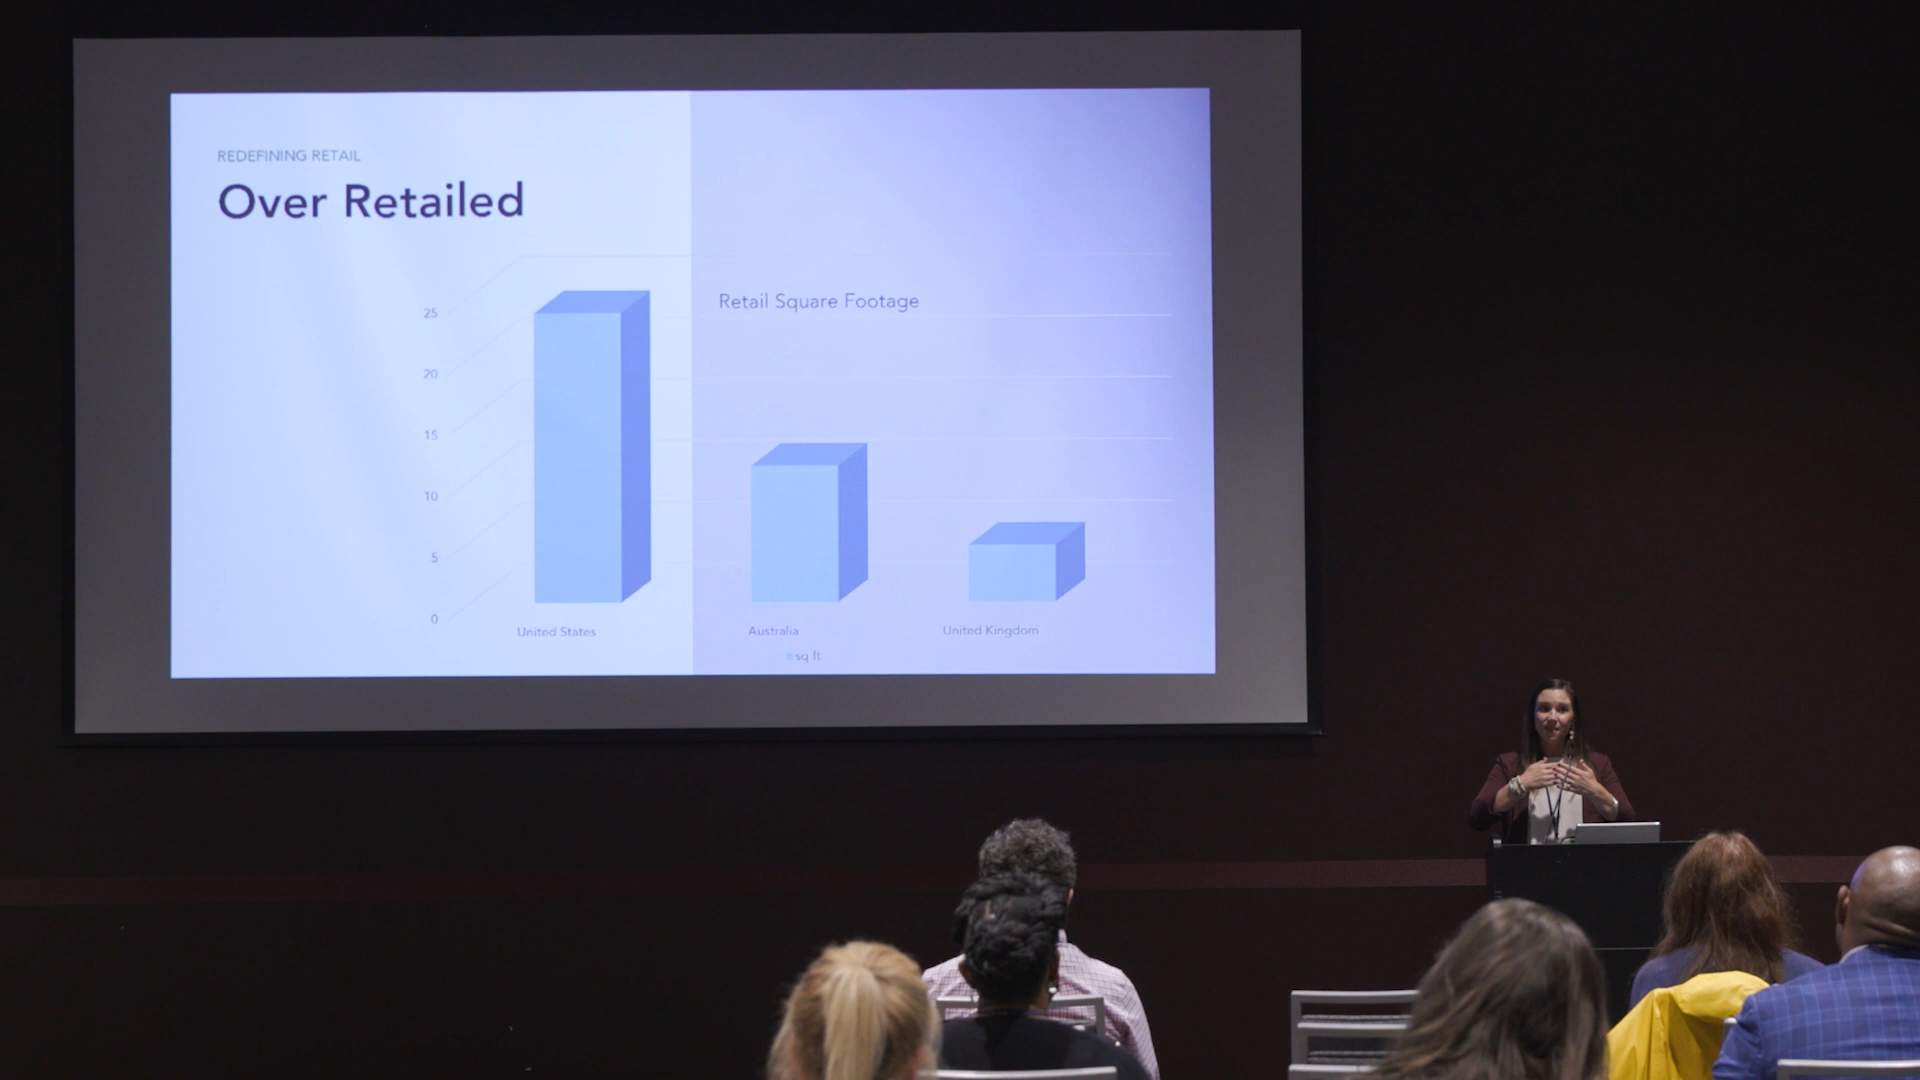 REDEFINING RETAIL
Over Retailed
Retail Square Footage
25
20
15
10
5
0
United States
Australia
United Kingdom
sq ft